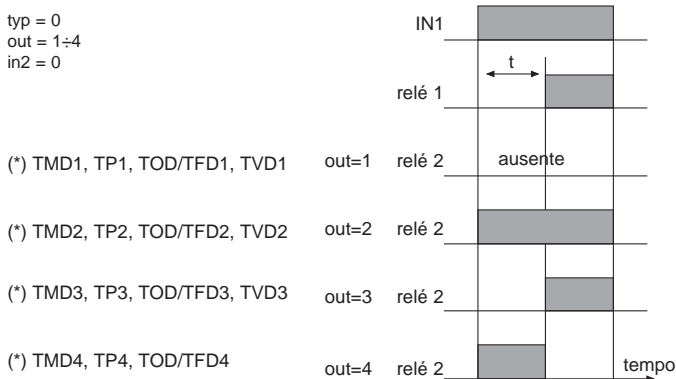 typ = 0
out = 1÷4
in2 = 0
IN1
t
relé 1
(*) TMD1, TP1, TOD/TFD1, TVD1 out=1 relé 2 ausente
(*) TMD2, TP2, TOD/TFD2, TVD2 out=2 relé 2
(*) TMD3, TP3, TOD/TFD3, TVD3 out=3 relé 2
(*) TMD4, TP4, TOD/TFD4 out=4 relé 2 tempo